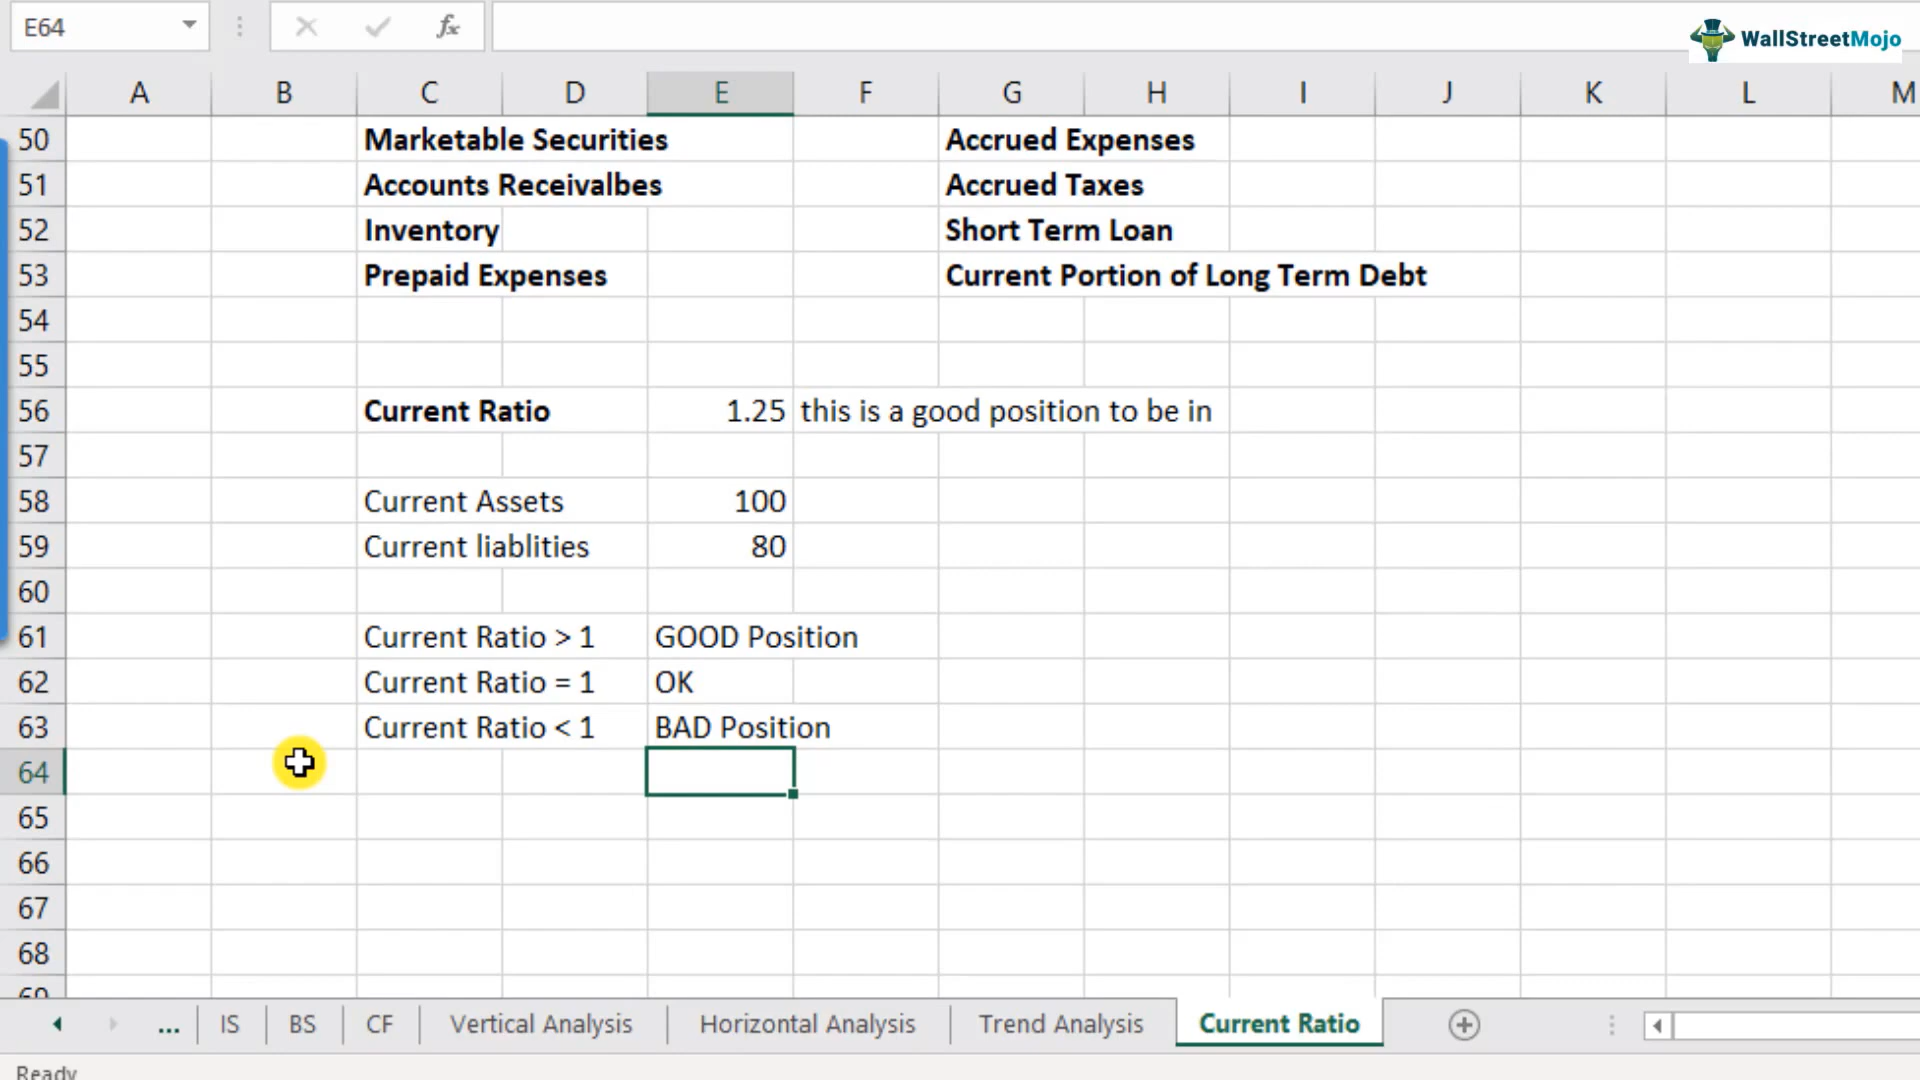 E64
fx
WallStreetMojo
A B C D E F G H I J K L M
50 Marketable Securities Accrued Expenses
51 Accounts Receivalbes Accrued Taxes
52 Inventory Short Term Loan
53 Prepaid Expenses Current Portion of Long Term Debt
54
55
56 Current Ratio 1.25 this is a good position to be in
57
58 Current Assets 100
59 Current liablities 80
60
61 Current Ratio > 1 GOOD Position
62 Current Ratio = 1 OK
63 Current Ratio < 1 BAD Position
64
65
66
67
68
69
... IS BS CF Vertical Analysis Horizontal Analysis Trend Analysis Current Ratio
Ready